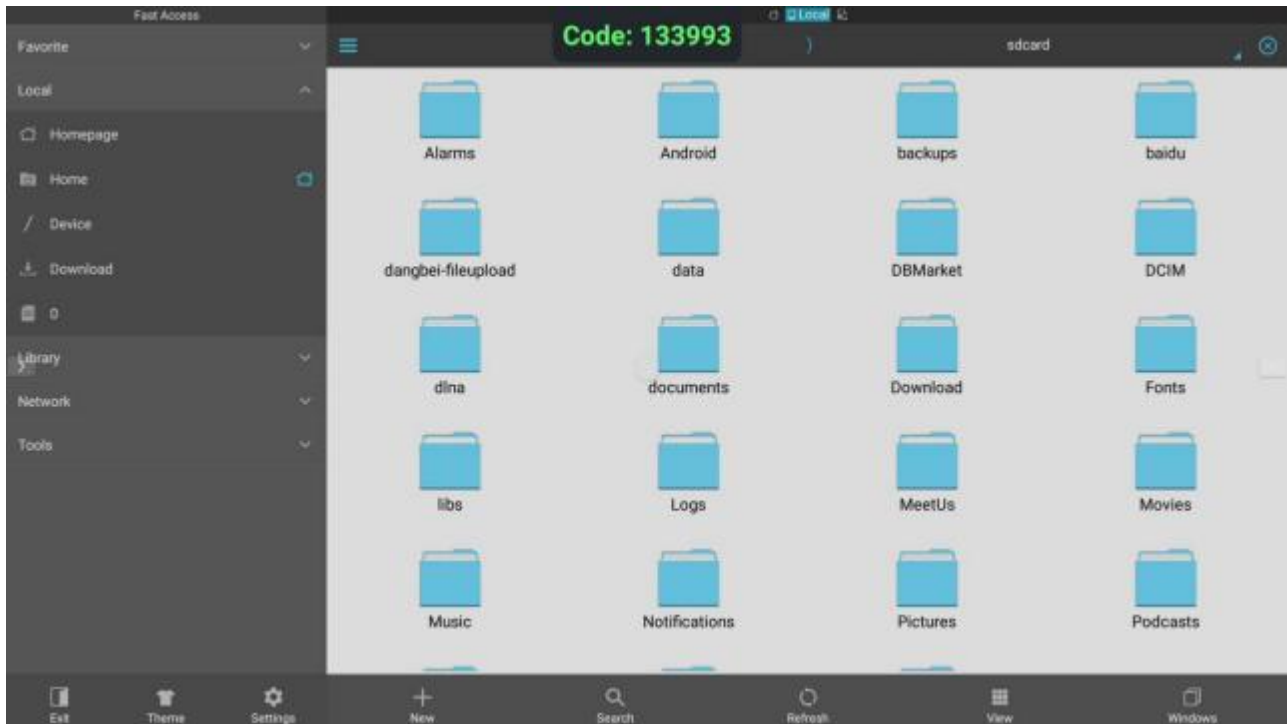 Fast Access
Local
Code: 133993
sdcard
Favorite
Local
Homepage
Home
Device
Download
0
Library
Network
Tools
Alarms
Android
backups
baidu
dangbei-fileupload
data
DBMarket
DCIM
dlna
documents
Download
Fonts
libs
Logs
MeetUs
Movies
Music
Notifications
Pictures
Podcasts
Exit
Theme
Settings
New
Search
Refresh
View
Windows